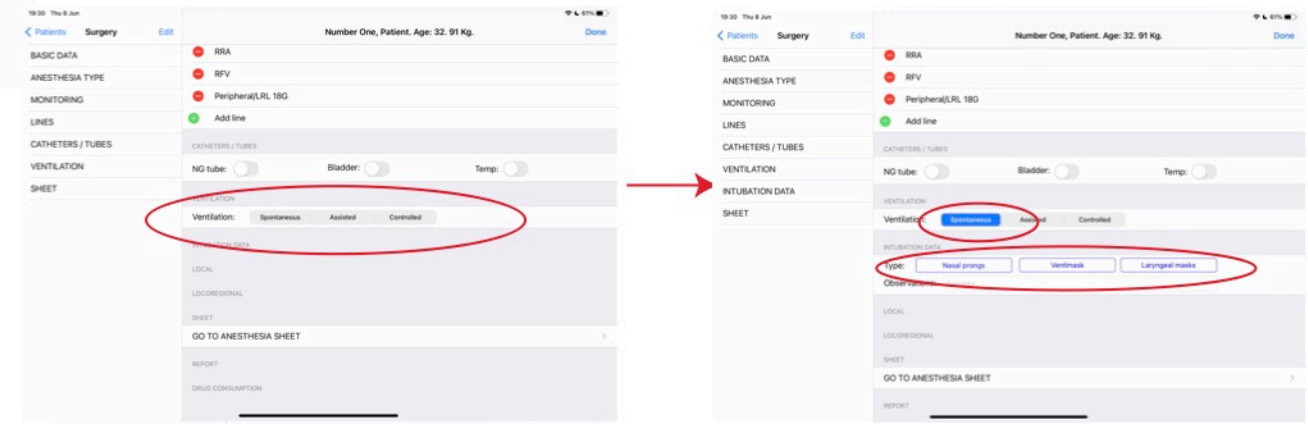 19:30 Thu 8 Jun
61%
Patients Surgery Edit
Number One, Patient. Age: 32. 91 Kg.
Done
BASIC DATA
ANESTHESIA TYPE
MONITORING
LINES
CATHETERS / TUBES
VENTILATION
SHEET
RRA
RFV
Peripheral/LRL 18G
Add line
CATHETERS / TUBES
NG tube: Bladder: Temp:
VENTILATION
Ventilation: Spontaneous Assisted Controlled
INTUBATION DATA
LOCAL
LOCOREGIONAL
SHEET
GO TO ANESTHESIA SHEET
REPORT
DRUG CONSUMPTION
19:30 Thu 8 Jun
61%
Patients Surgery Edit
Number One, Patient. Age: 32. 91 Kg.
Done
BASIC DATA
ANESTHESIA TYPE
MONITORING
LINES
CATHETERS / TUBES
VENTILATION
INTUBATION DATA
SHEET
RRA
RFV
Peripheral/LRL 18G
Add line
CATHETERS / TUBES
NG tube: Bladder: Temp:
VENTILATION
Ventilation: Spontaneous Assisted Controlled
INTUBATION DATA
Type: Nasal prongs Ventimask Laryngeal masks
Observations:
LOCAL
LOCOREGIONAL
SHEET
GO TO ANESTHESIA SHEET
REPORT